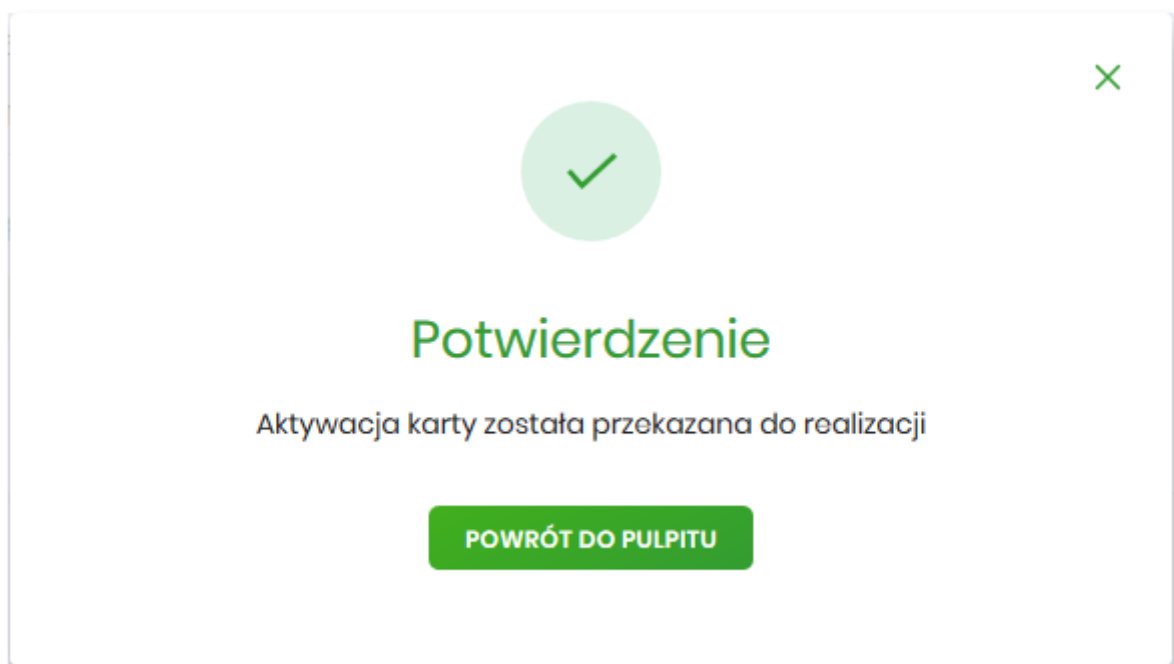 Potwierdzenie
Aktywacja karty została przekazana do realizacji
POWRÓT DO PULPITU